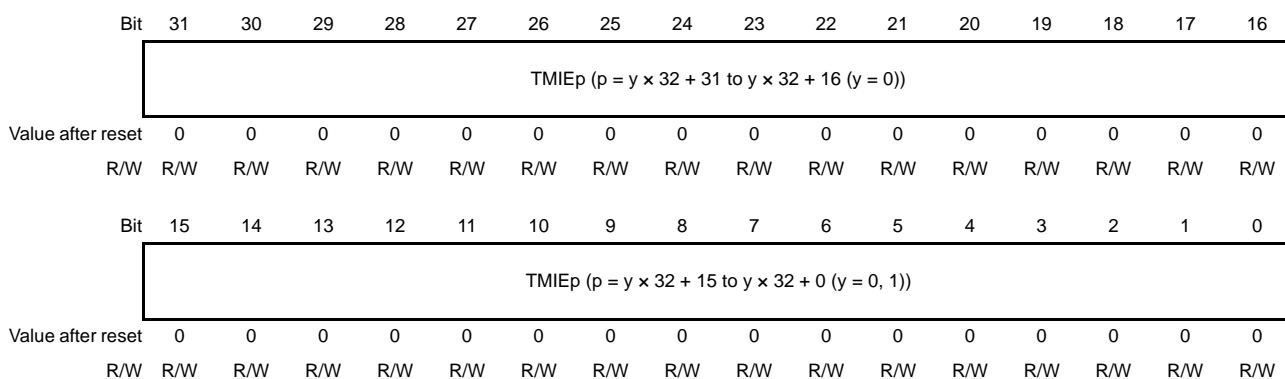 Bit 31 30 29 28 27 26 25 24 23 22 21 20 19 18 17 16
TMIEp (p = y × 32 + 31 to y × 32 + 16 (y = 0))
Value after reset 0 0 0 0 0 0 0 0 0 0 0 0 0 0 0 0
R/W R/W R/W R/W R/W R/W R/W R/W R/W R/W R/W R/W R/W R/W R/W R/W R/W
Bit 15 14 13 12 11 10 9 8 7 6 5 4 3 2 1 0
TMIEp (p = y × 32 + 15 to y × 32 + 0 (y = 0, 1))
Value after reset 0 0 0 0 0 0 0 0 0 0 0 0 0 0 0 0
R/W R/W R/W R/W R/W R/W R/W R/W R/W R/W R/W R/W R/W R/W R/W R/W R/W